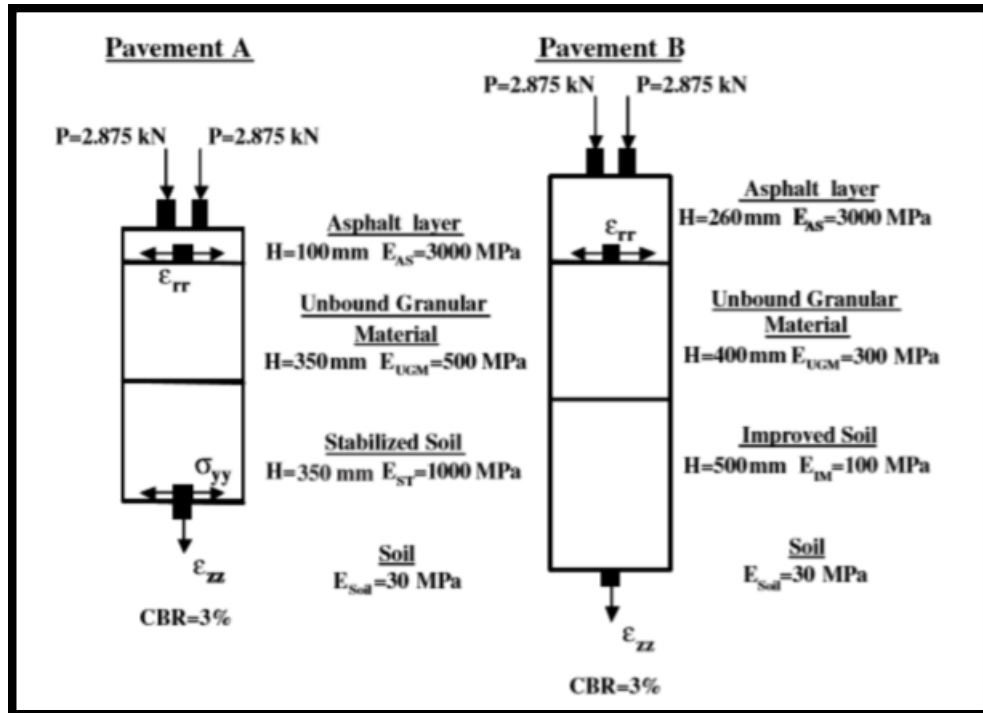 Pavement A
P=2.875 kN P=2.875 kN
Asphalt layer
H=100mm E_AS=3000 MPa
ε_rr
Unbound Granular
Material
H=350mm E_UGM=500 MPa
Stabilized Soil
H=350 mm E_ST=1000 MPa
σ_yy
Soil
E_Soil=30 MPa
ε_zz
CBR=3%
Pavement B
P=2.875 kN P=2.875 kN
Asphalt layer
H=260mm E_AS=3000 MPa
ε_rr
Unbound Granular
Material
H=400mm E_UGM=300 MPa
Improved Soil
H=500mm E_IM=100 MPa
Soil
E_Soil=30 MPa
ε_zz
CBR=3%